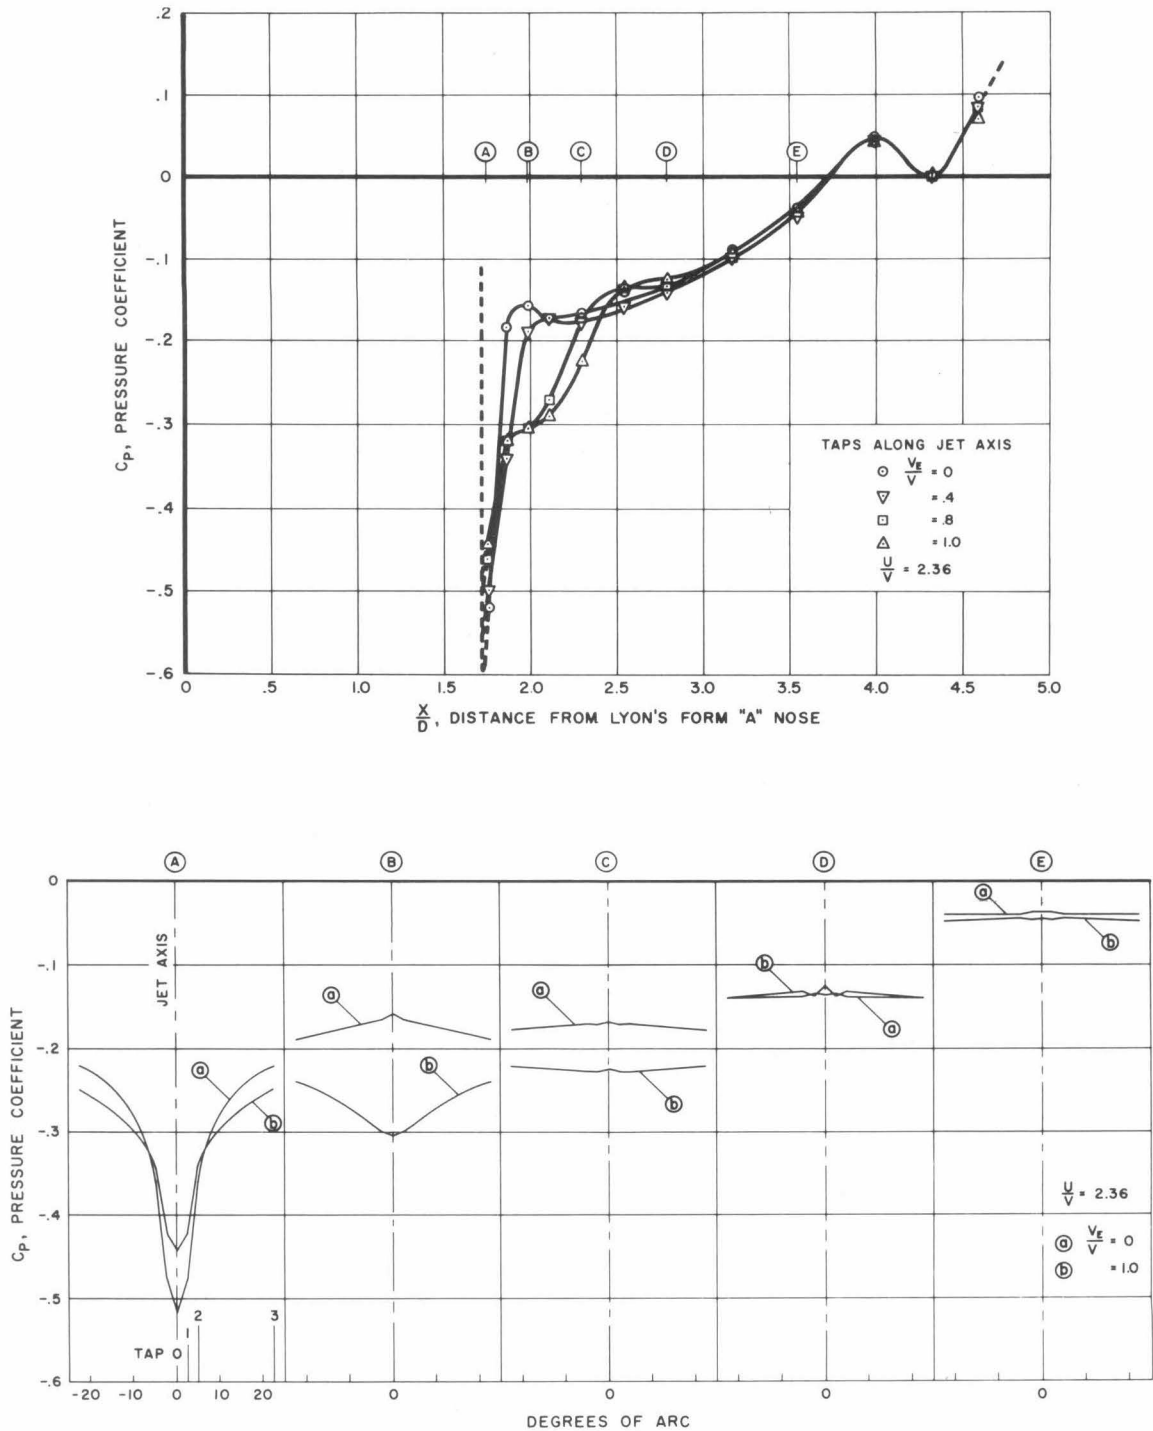 .2
.1
0
-.1
-.2
-.3
-.4
-.5
-.6
CP, PRESSURE COEFFICIENT
A B C D E
TAPS ALONG JET AXIS
VE/V = 0
= .4
= .8
= 1.0
U/V = 2.36
0 .5 1.0 1.5 2.0 2.5 3.0 3.5 4.0 4.5 5.0
X/D, DISTANCE FROM LYON'S FORM "A" NOSE
A B C D E
0
-.1
-.2
-.3
-.4
-.5
-.6
CP, PRESSURE COEFFICIENT
JET AXIS
a
b
a
b
a
b
b
a
a
b
U/V = 2.36
a VE/V = 0
b = 1.0
TAP 0 1 2 3
-20 -10 0 10 20 0 0 0 0
DEGREES OF ARC